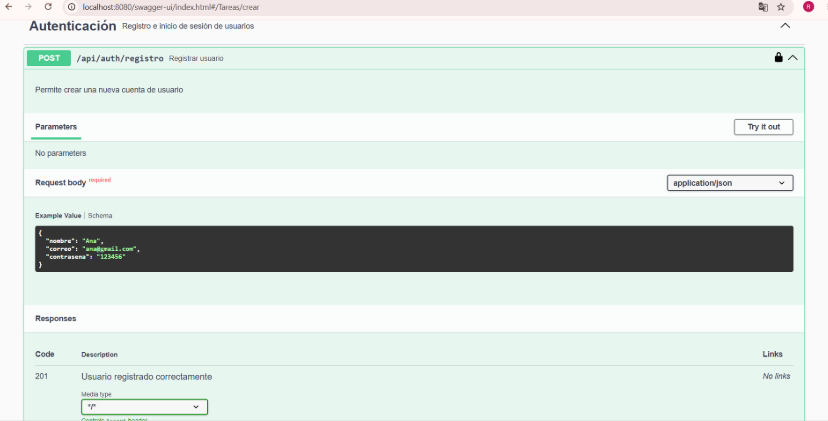 localhost:8080/swagger-ui/index.html#/Tareas/crear
R
Autenticación Registro e inicio de sesión de usuarios
POST /api/auth/registro Registrar usuario
Permite crear una nueva cuenta de usuario
Parameters Try it out
No parameters
Request body required application/json
Example Value | Schema
{
"nombre": "Ana",
"correo": "ana@gmail.com",
"contrasena": "123456"
}
Responses
Code Description Links
201 Usuario registrado correctamente No links
Media type
*/*
Controls Accept header.